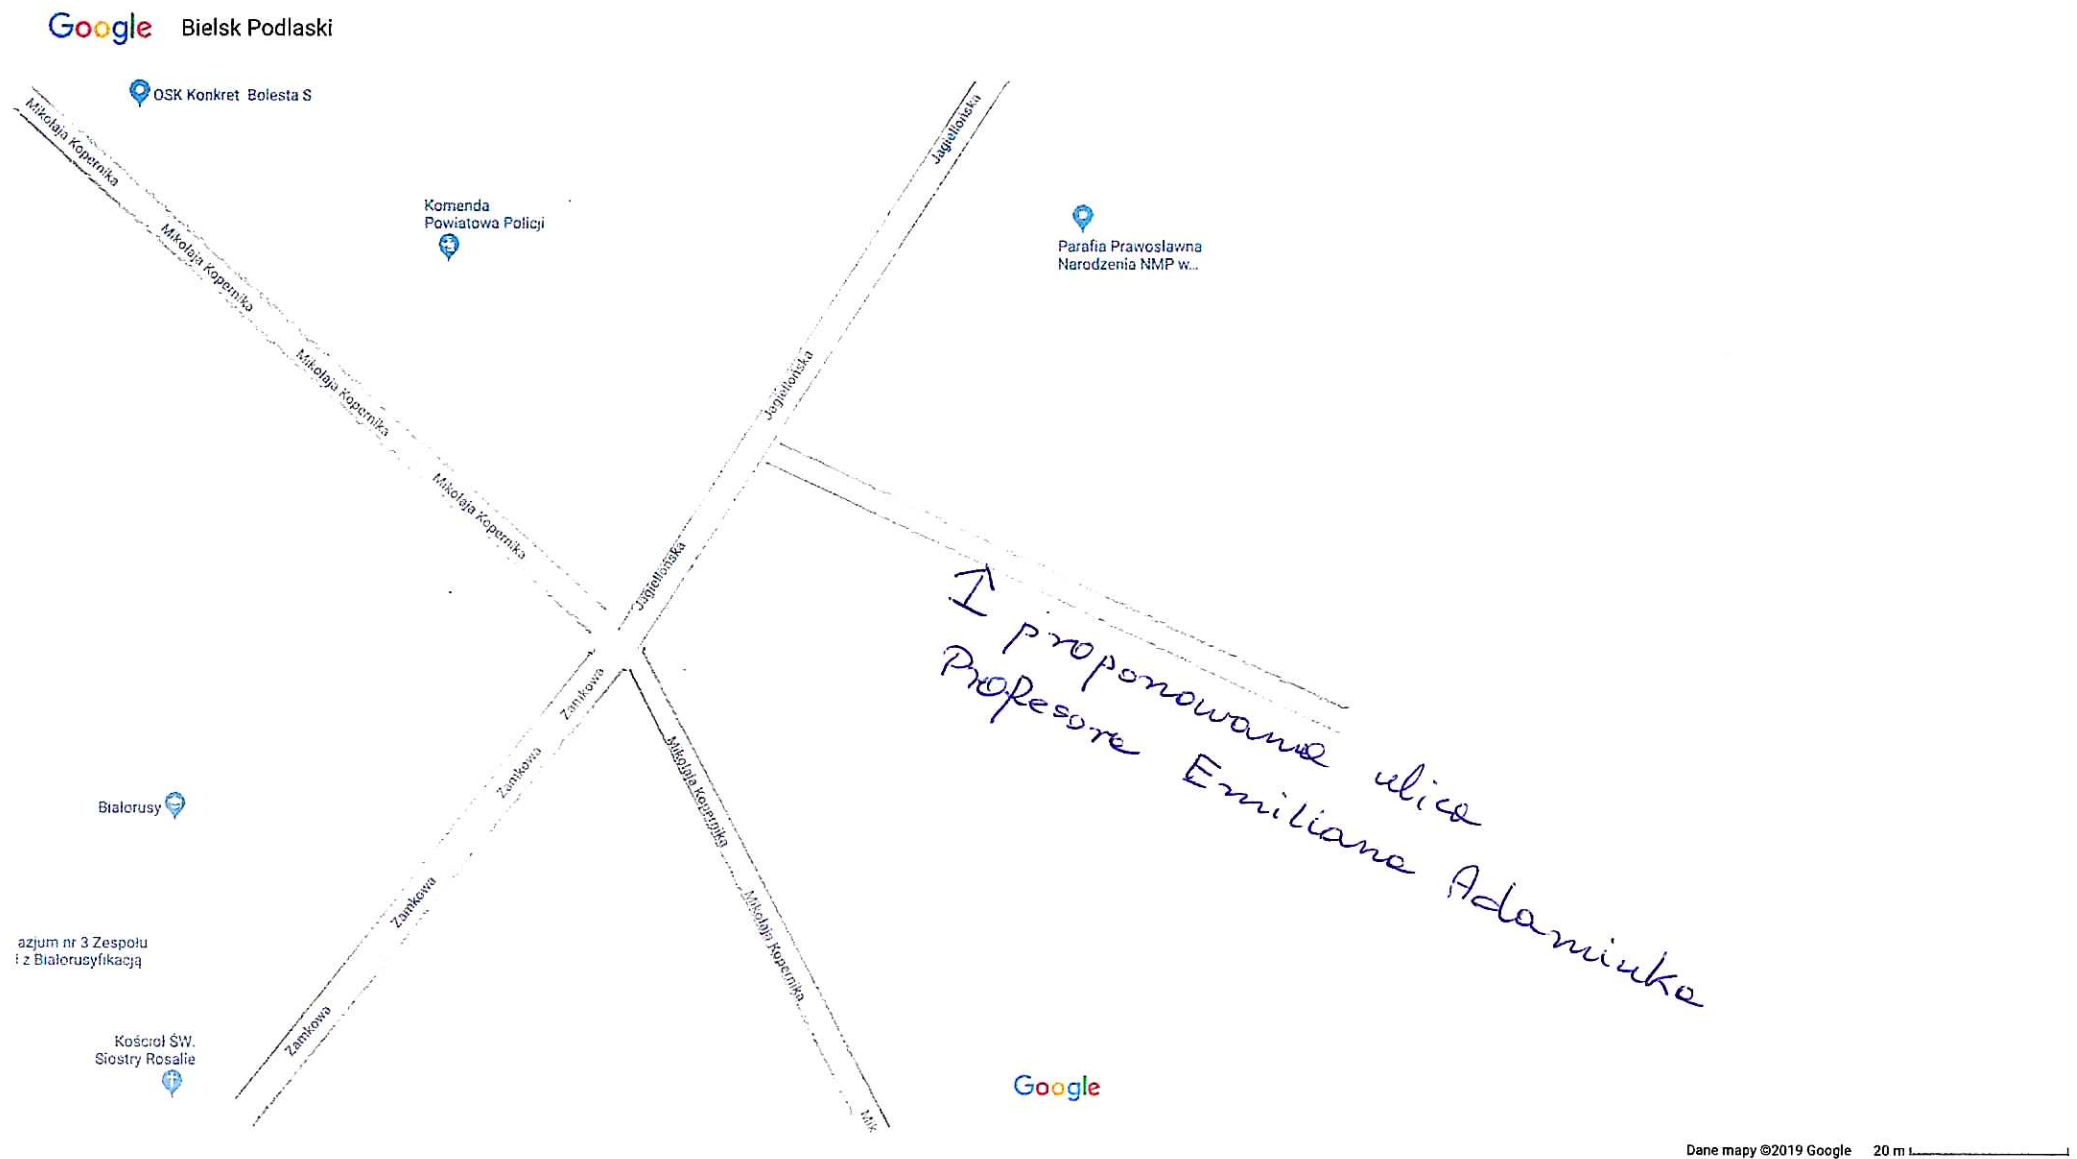 Google Bielsk Podlaski
OSK Konkret Bolesta S
Mikołaja Kopernika
Jagiellońska
Komenda
Powiatowa Policji
Parafia Prawosławna
Narodzenia NMP w...
Mikołaja Kopernika
Mikołaja Kopernika
Jagiellońska
Mikołaja Kopernika
Jagiellońska
↑ proponowana ulica
Profesora Emiliana Adamiuka
Zamkowa
Zamkowa
Mikołaja Kopernika
Białorusy
Zamkowa
Mikołaja Kopernika
azjum nr 3 Zespołu
i z Białorusyfikacją
Zamkowa
Kościół ŚW.
Siostry Rosalie
Google
Mik
Dane mapy ©2019 Google 20 m